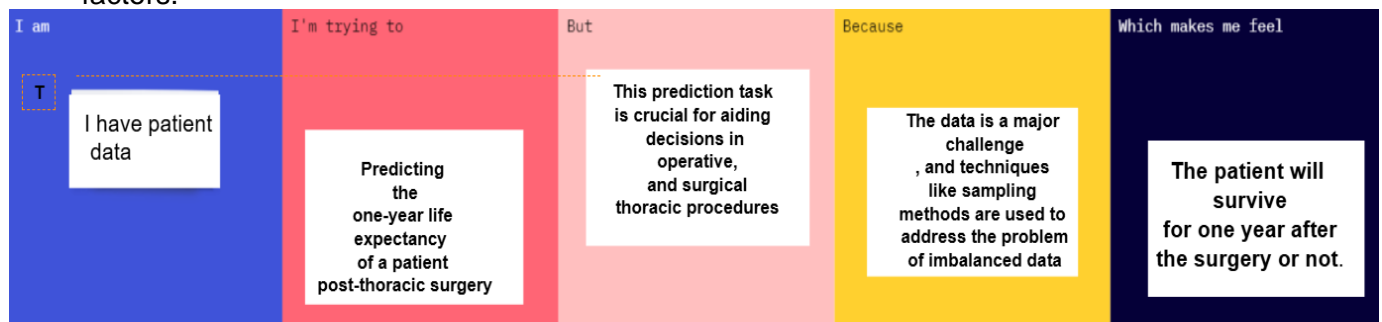 factors.
I am
I'm trying to
But
Because
Which makes me feel
T
I have patient
data
Predicting
the
one-year life
expectancy
of a patient
post-thoracic surgery
This prediction task
is crucial for aiding
decisions in
operative,
and surgical
thoracic procedures
The data is a major
challenge
, and techniques
like sampling
methods are used to
address the problem
of imbalanced data
The patient will
survive
for one year after
the surgery or not.